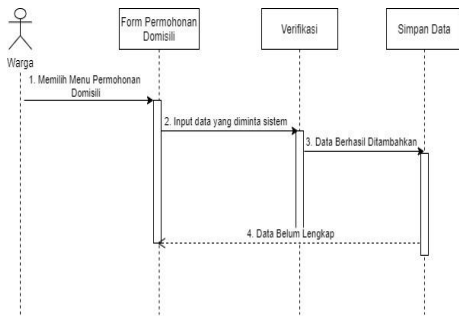 Form Permohonan
Domisili
Verifikasi
Simpan Data
Warga
1. Memilih Menu Permohonan
Domisili
2. Input data yang diminta sistem
3. Data Berhasil Ditambahkan
4. Data Belum Lengkap